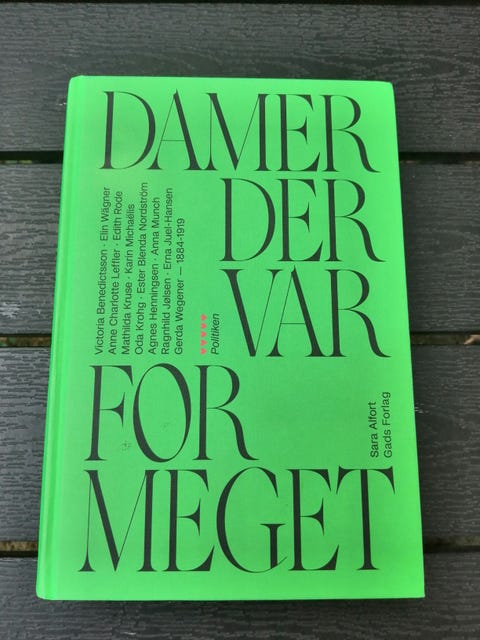 DAMER
DER
VAR
FOR
MEGET
Victoria Benedictsson · Elin Wägner
Anne Charlotte Leffler · Edith Rode
Mathilda Kruse · Karin Michaëlis
Oda Krohg · Ester Blenda Nordström
Agnes Henningsen · Anna Munch
Ragnhild Jølsen · Erna Juel-Hansen
Gerda Wegener — 1884-1919
♥♥♥♥♥
Politiken
Sara Alfort
Gads Forlag